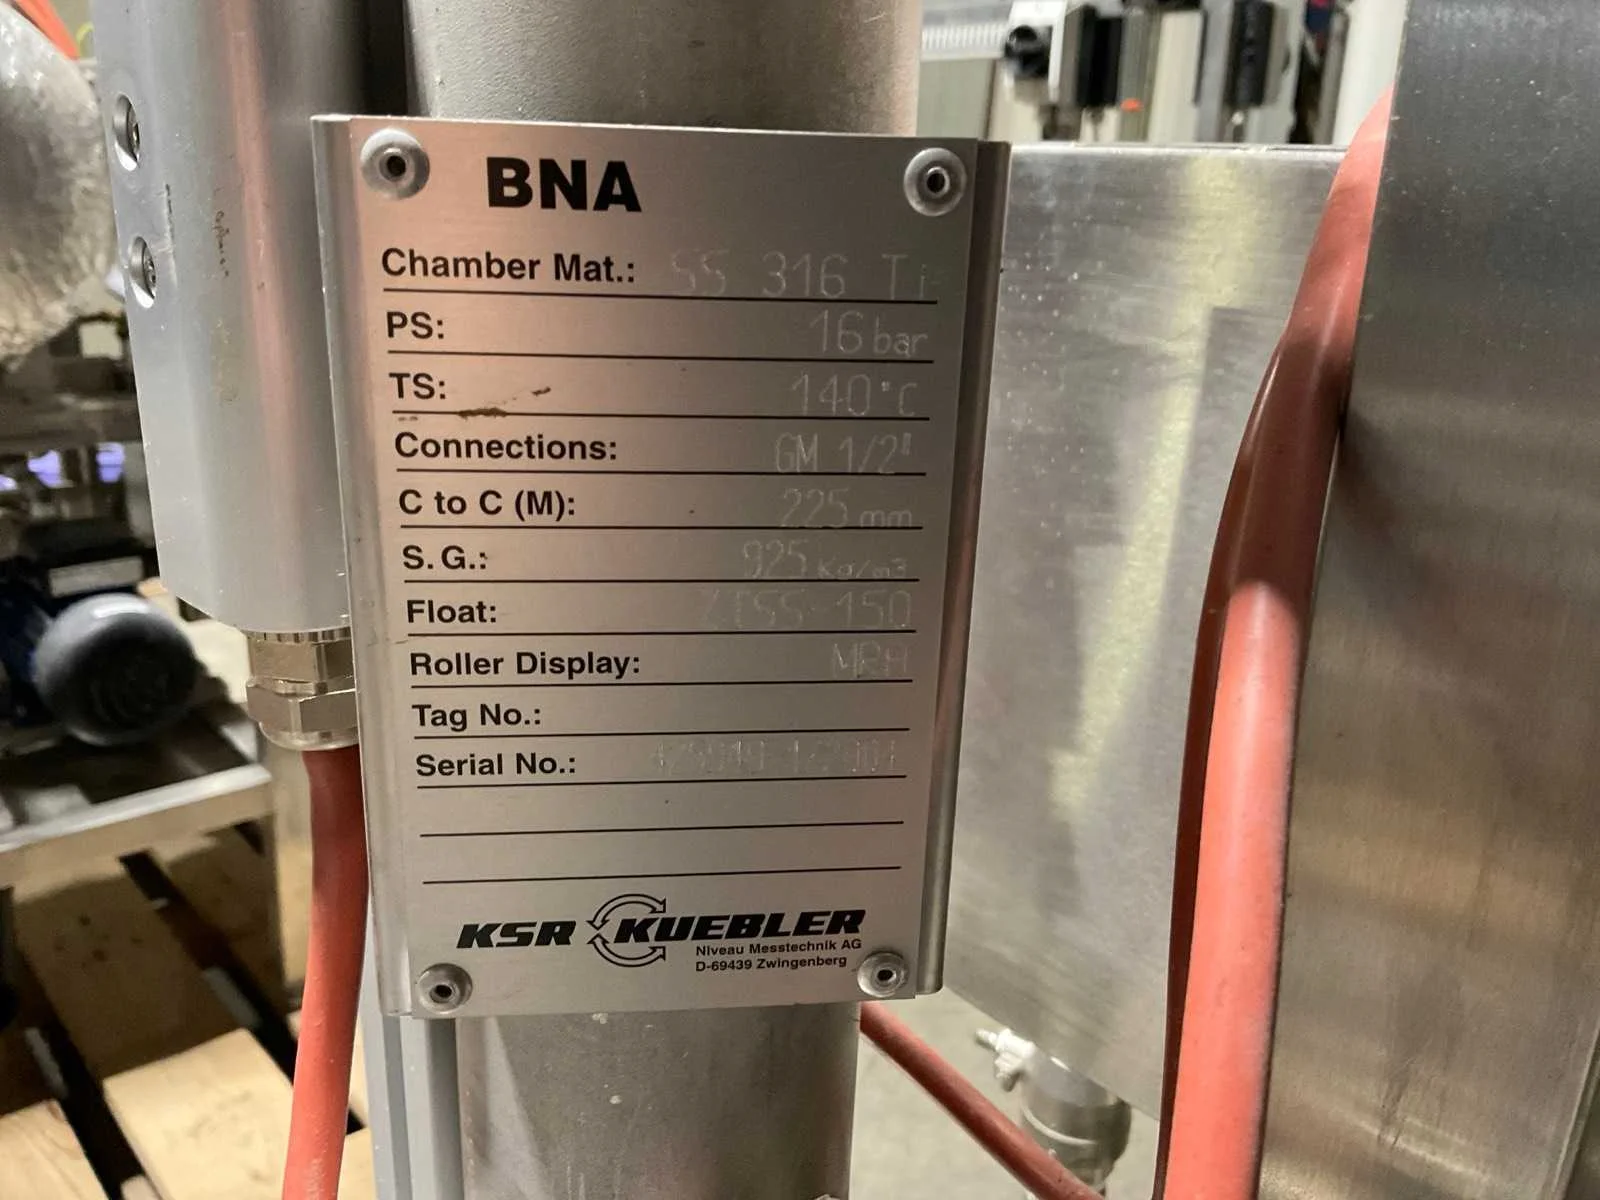 BNA
Chamber Mat.: SS 316 Ti
PS: 16 bar
TS: 140°C
Connections: GM 1/2"
C to C (M): 225 mm
S.G.: 925 Kg/m3
Float: 150
Roller Display: MRA
Tag No.:
Serial No.:
KSR KUEBLER
Niveau Messtechnik AG
D-69439 Zwingenberg